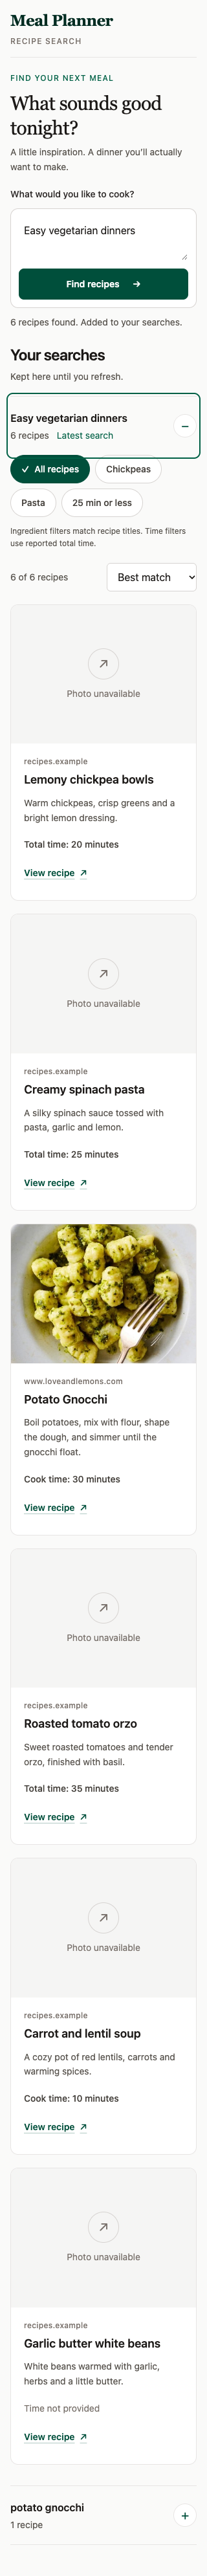 Meal Planner
RECIPE SEARCH
FIND YOUR NEXT MEAL
What sounds good
tonight?
A little inspiration. A dinner you'll actually
want to make.
What would you like to cook?
Easy vegetarian dinners
Find recipes →
6 recipes found. Added to your searches.
Your searches
Kept here until you refresh.
Easy vegetarian dinners
6 recipes Latest search
✓ All recipes Chickpeas
Pasta 25 min or less
Ingredient filters match recipe titles. Time filters
use reported total time.
6 of 6 recipes Best match
Photo unavailable
recipes.example
Lemony chickpea bowls
Warm chickpeas, crisp greens and a
bright lemon dressing.
Total time: 20 minutes
View recipe ↗
Photo unavailable
recipes.example
Creamy spinach pasta
A silky spinach sauce tossed with
pasta, garlic and lemon.
Total time: 25 minutes
View recipe ↗
www.loveandlemons.com
Potato Gnocchi
Boil potatoes, mix with flour, shape
the dough, and simmer until the
gnocchi float.
Cook time: 30 minutes
View recipe ↗
Photo unavailable
recipes.example
Roasted tomato orzo
Sweet roasted tomatoes and tender
orzo, finished with basil.
Total time: 35 minutes
View recipe ↗
Photo unavailable
recipes.example
Carrot and lentil soup
A cozy pot of red lentils, carrots and
warming spices.
Cook time: 10 minutes
View recipe ↗
Photo unavailable
recipes.example
Garlic butter white beans
White beans warmed with garlic,
herbs and a little butter.
Time not provided
View recipe ↗
potato gnocchi
1 recipe